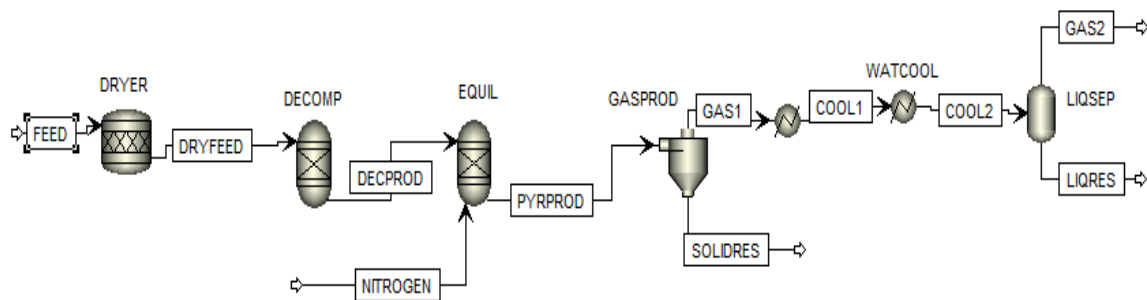 FEED
DRYER
DRYFEED
DECOMP
DECPROD
NITROGEN
EQUIL
PYRPROD
GASPROD
GAS1
SOLIDRES
COOL1
WATCOOL
COOL2
LIQSEP
GAS2
LIQRES